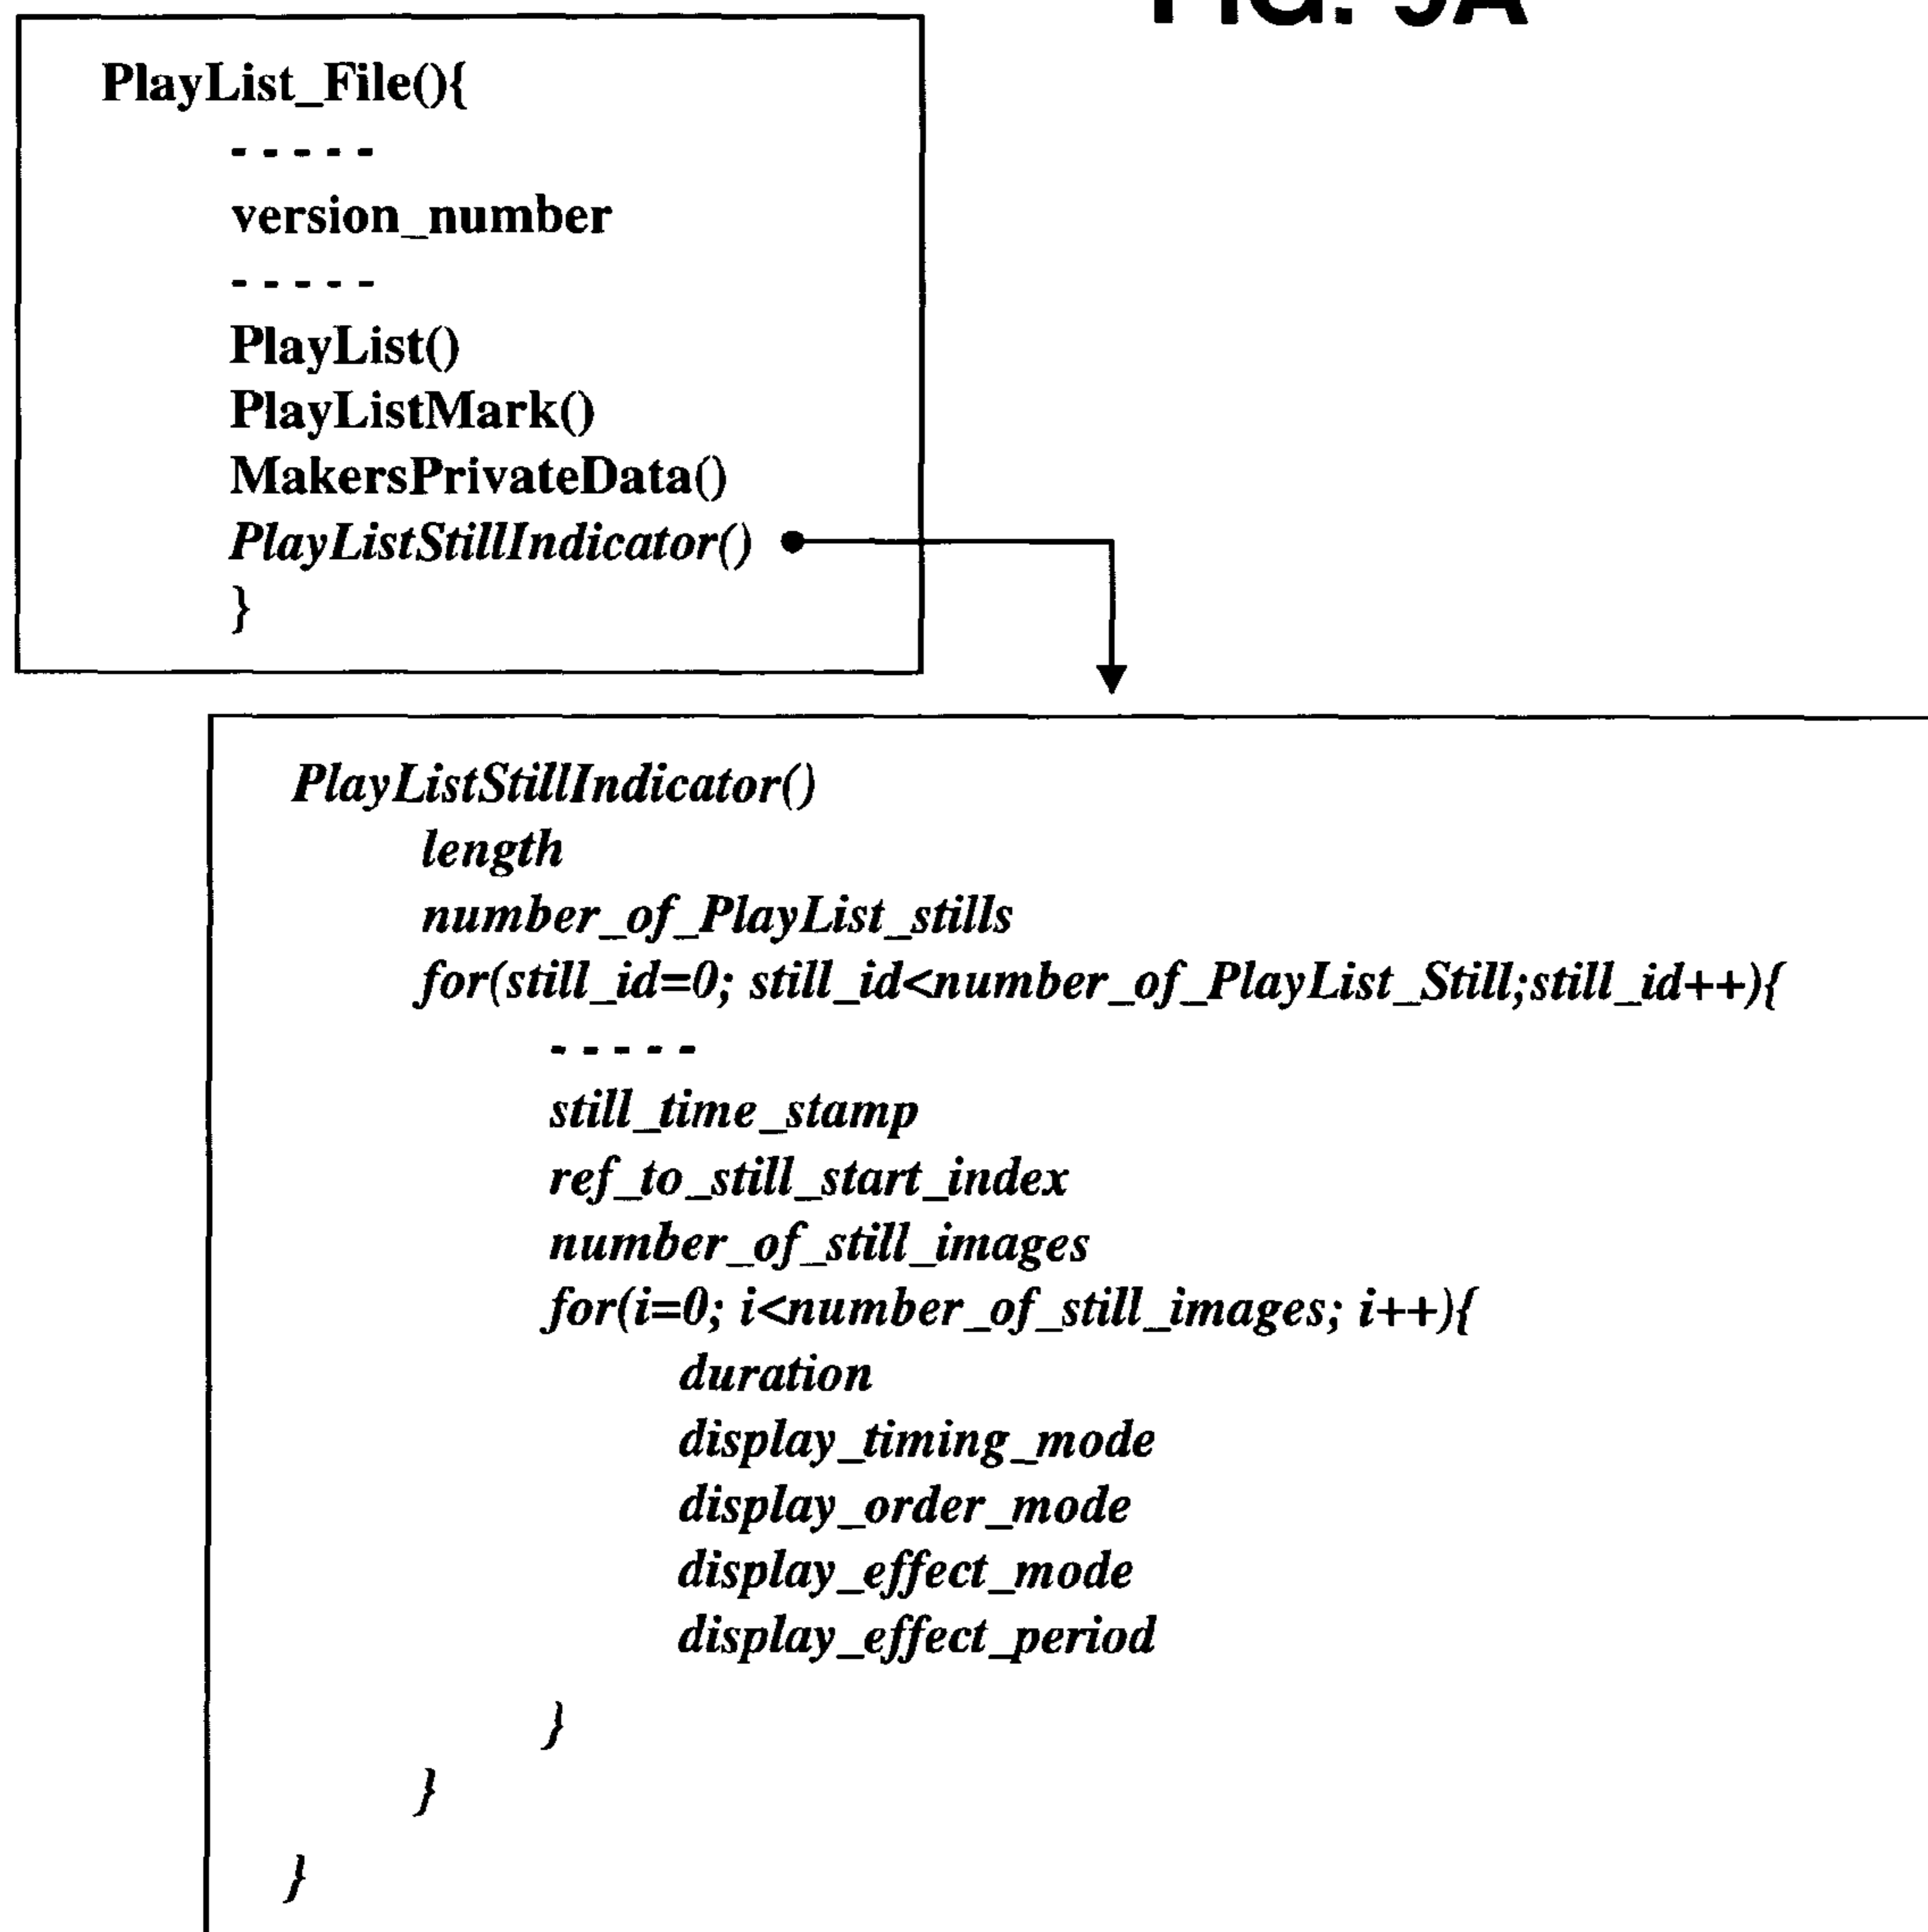 PlayList_File(){
- - - - -
version_number
- - - - -
PlayList()
PlayListMark()
MakersPrivateData()
PlayListStillIndicator()
}
PlayListStillIndicator()
length
number_of_PlayList_stills
for(still_id=0; still_id<number_of_PlayList_Still;still_id++){
- - - - -
still_time_stamp
ref_to_still_start_index
number_of_still_images
for(i=0; i<number_of_still_images; i++){
duration
display_timing_mode
display_order_mode
display_effect_mode
display_effect_period
}
}
}